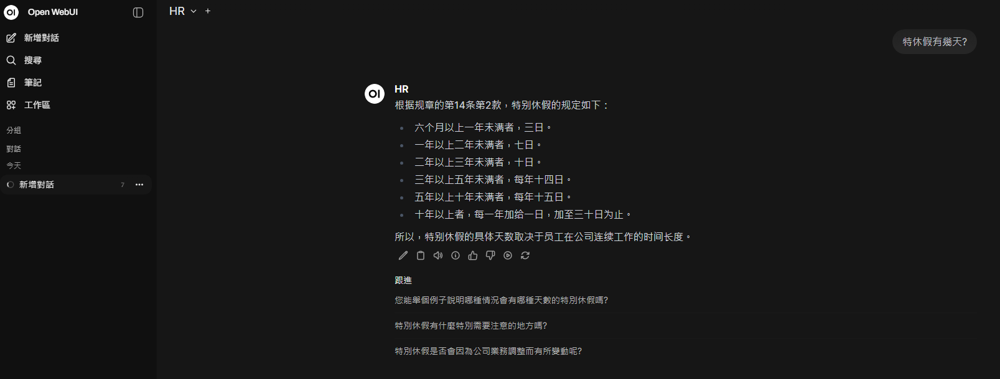 OI Open WebUI
新增對話
搜尋
筆記
工作區
分組
對話
今天
新增對話 7
HR
特休假有幾天?
OI HR
根据规章的第14条第2款，特别休假的规定如下：
六个月以上一年未满者，三日。
一年以上二年未满者，七日。
二年以上三年未满者，十日。
三年以上五年未满者，每年十四日。
五年以上十年未满者，每年十五日。
十年以上者，每一年加给一日，加至三十日为止。
所以，特别休假的具体天数取决于员工在公司连续工作的时间长度。
跟進
您能舉個例子說明哪種情況會有哪種天數的特別休假嗎?
特別休假有什麼特別需要注意的地方嗎?
特別休假是否會因為公司業務調整而有所變動呢?